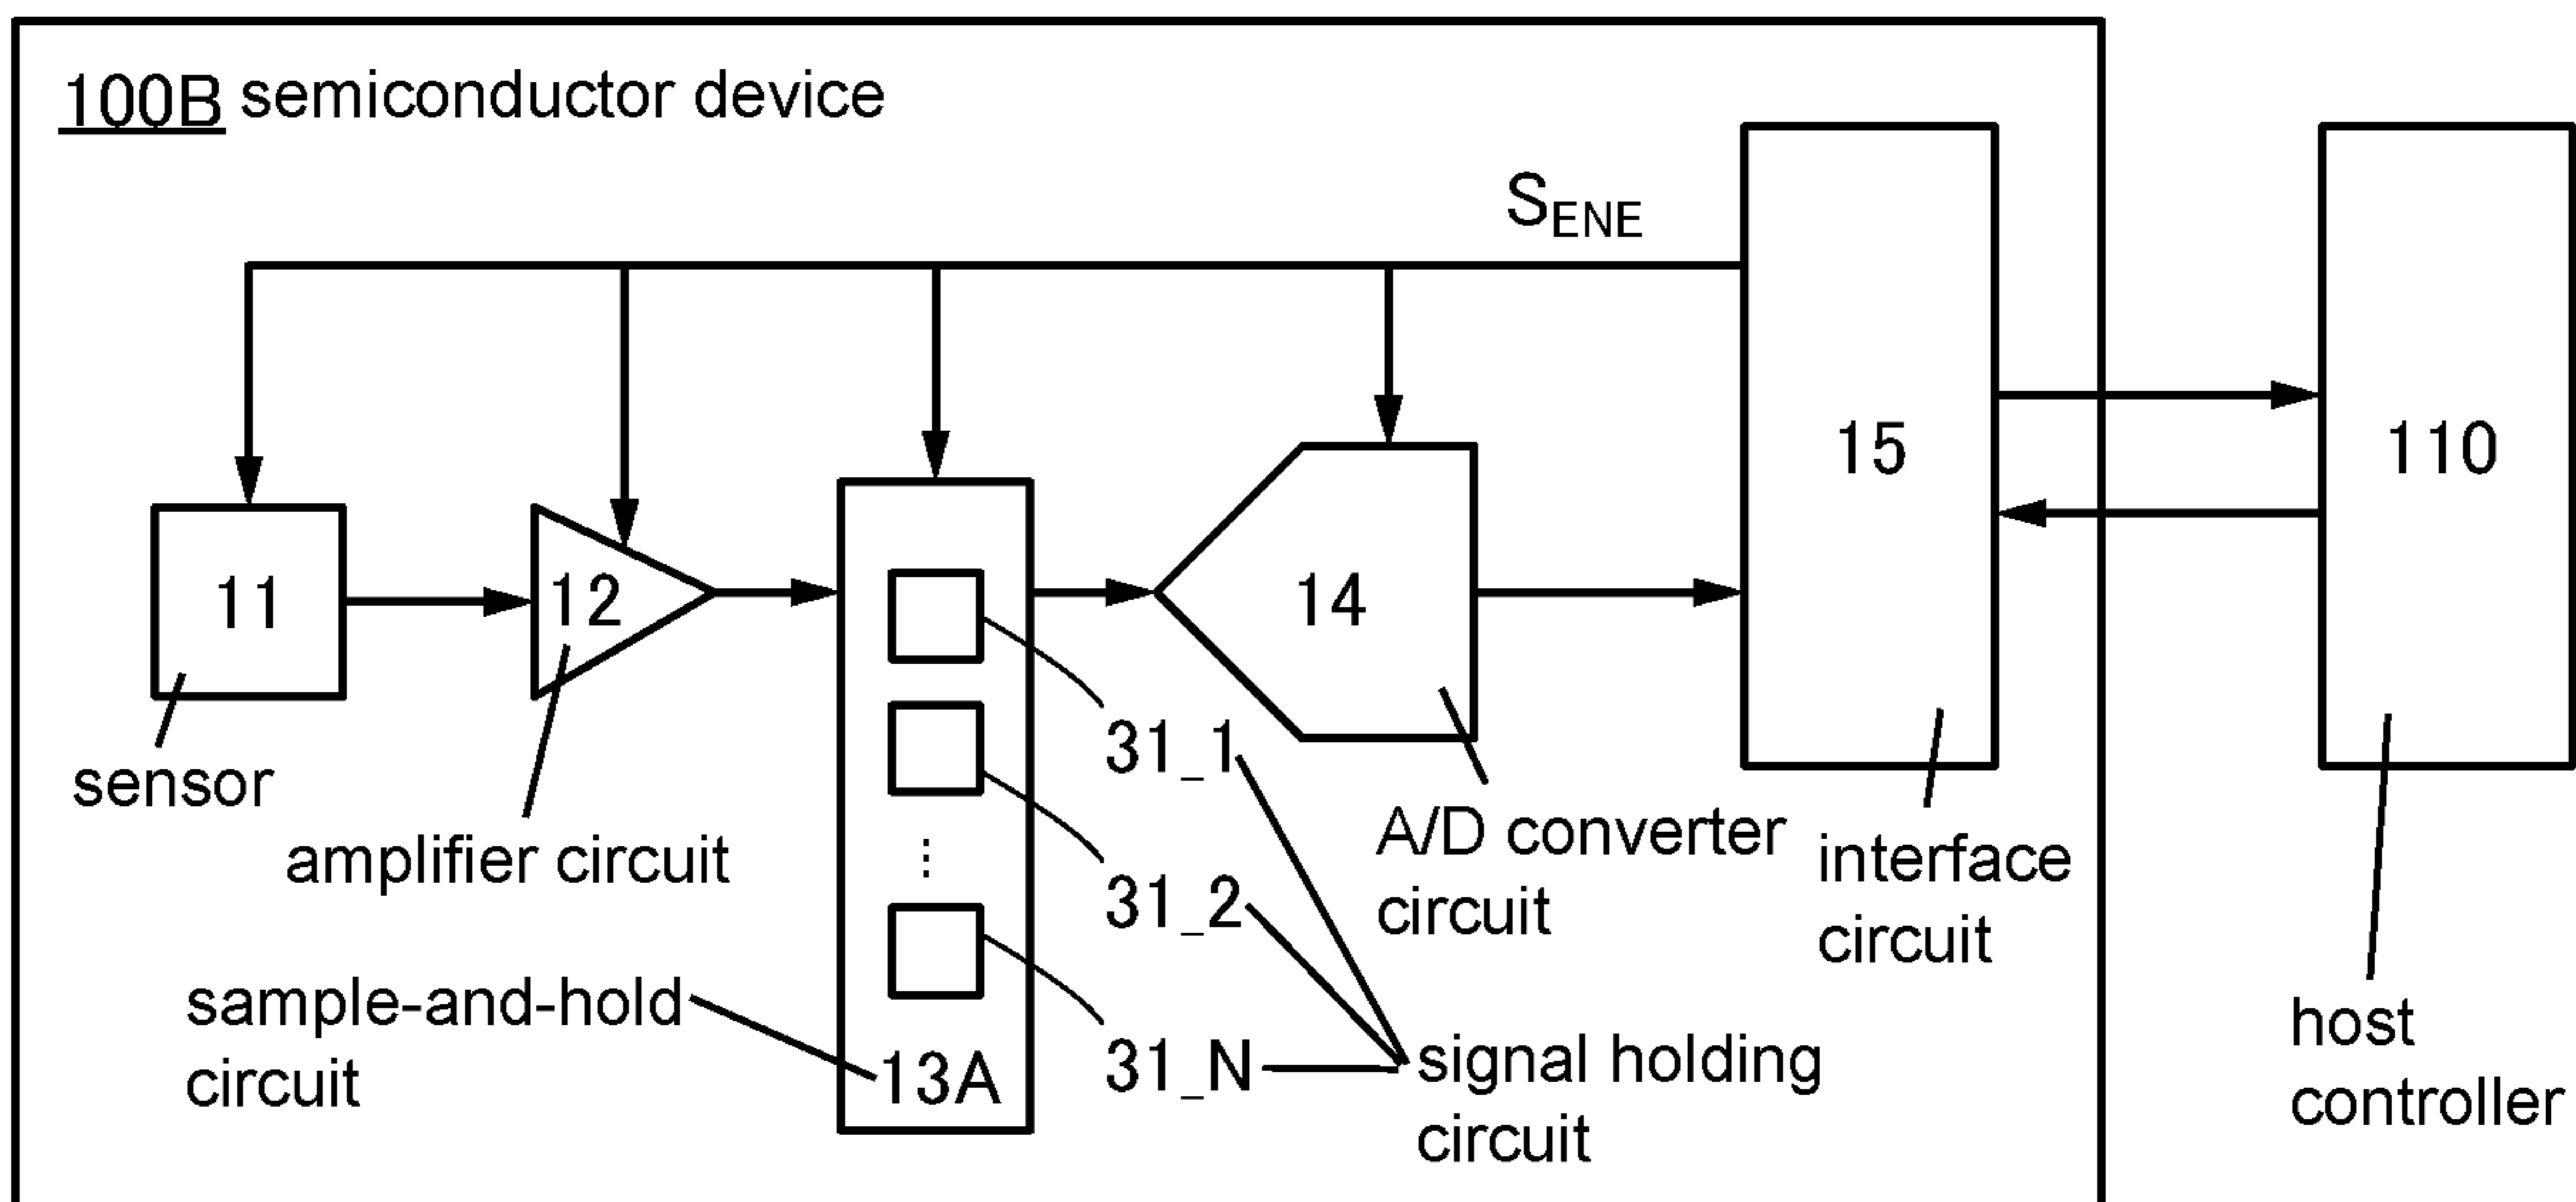 100B semiconductor device
SENE
11
12
14
15
110
31_1
31_2
31_N
13A
sensor
amplifier circuit
sample-and-hold
circuit
A/D converter
circuit
interface
circuit
signal holding
circuit
host
controller